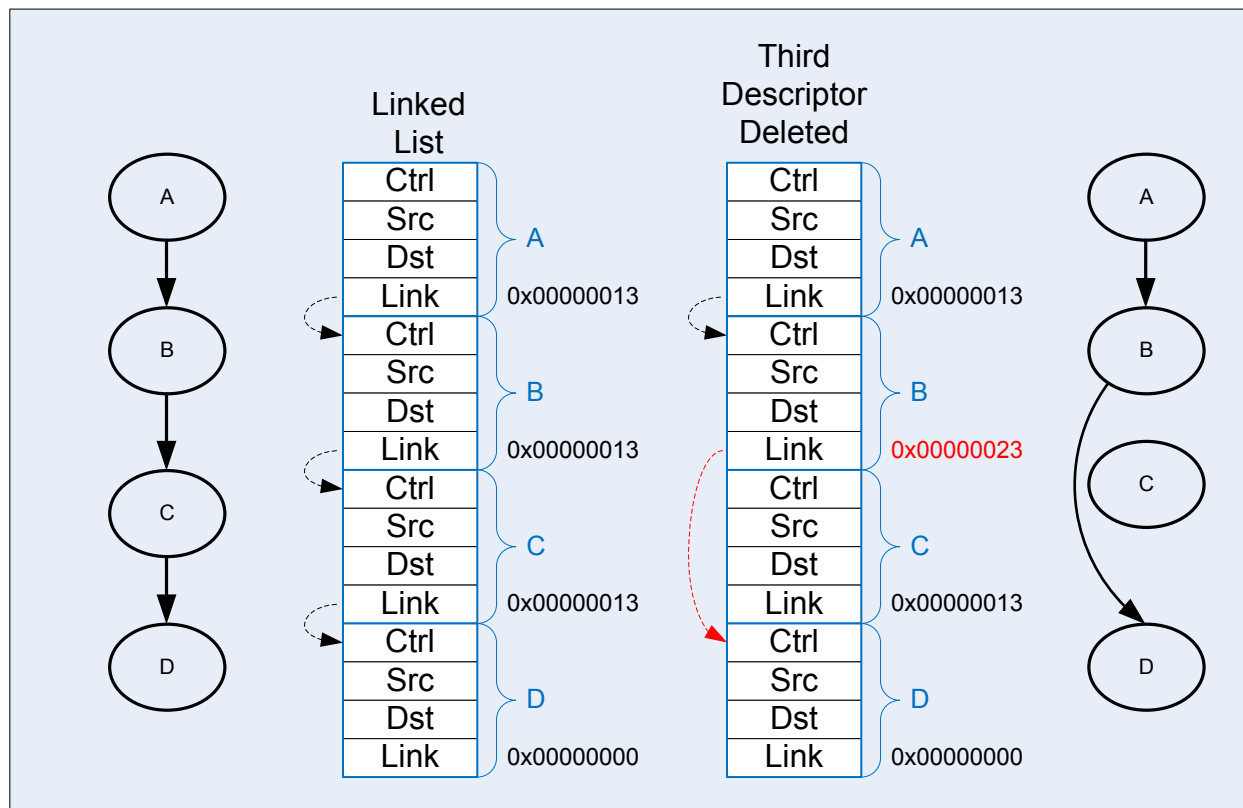 Linked
List
Third
Descriptor
Deleted
A
B
C
D
Ctrl
Src
Dst
Link 0x00000013
A
Ctrl
Src
Dst
Link 0x00000013
B
Ctrl
Src
Dst
Link 0x00000013
C
Ctrl
Src
Dst
Link 0x00000000
D
Ctrl
Src
Dst
Link 0x00000013
A
Ctrl
Src
Dst
Link 0x00000023
B
Ctrl
Src
Dst
Link 0x00000013
C
Ctrl
Src
Dst
Link 0x00000000
D
A
B
C
D